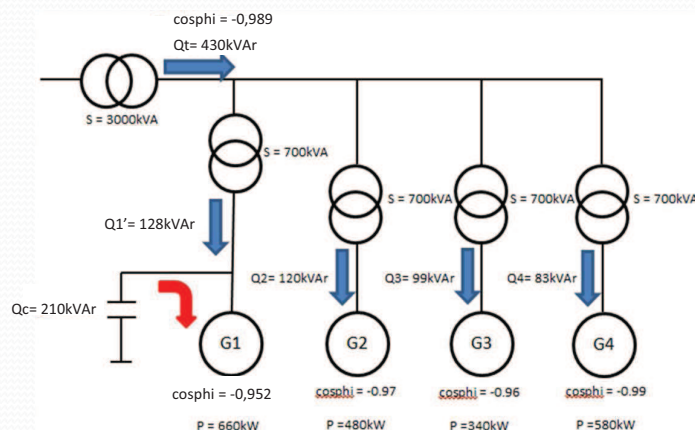 cosphi = -0,989
Qt= 430kVAr
S = 3000kVA
S = 700kVA
S = 700kVA
S = 700kVA
S = 700kVA
Q1’= 128kVAr
Q2= 120kVAr
Q3= 99kVAr
Q4= 83kVAr
Qc= 210kVAr
G1
G2
G3
G4
cosphi = -0,952
cosphi = -0.97
cosphi = -0.96
cosphi = -0.99
P = 660kW
P =480kW
P =340kW
P =580kW